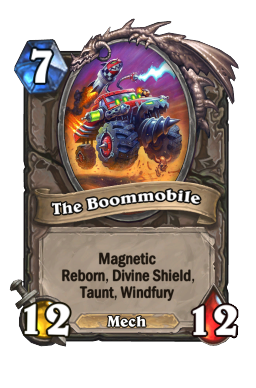 7
The Boommobile
Magnetic
Reborn, Divine Shield,
Taunt, Windfury
12
Mech
12